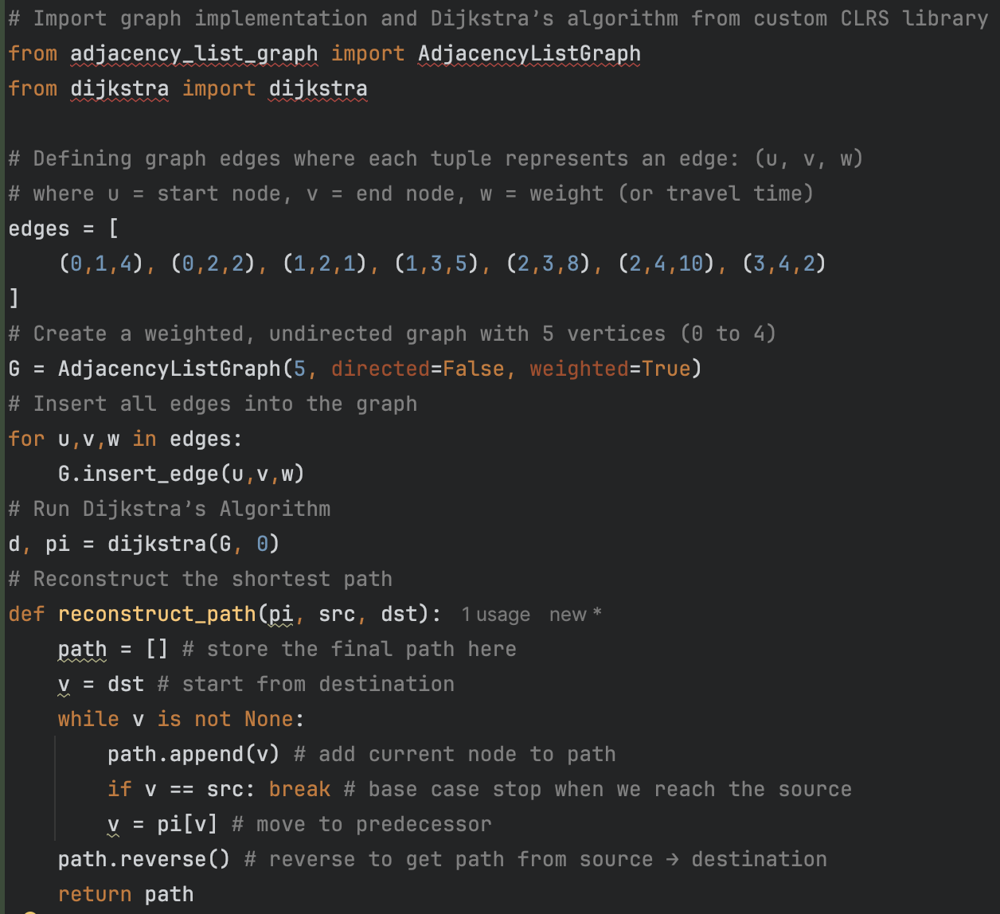 # Import graph implementation and Dijkstra’s algorithm from custom CLRS library
from adjacency_list_graph import AdjacencyListGraph
from dijkstra import dijkstra

# Defining graph edges where each tuple represents an edge: (u, v, w)
# where u = start node, v = end node, w = weight (or travel time)
edges = [
    (0,1,4), (0,2,2), (1,2,1), (1,3,5), (2,3,8), (2,4,10), (3,4,2)
]
# Create a weighted, undirected graph with 5 vertices (0 to 4)
G = AdjacencyListGraph(5, directed=False, weighted=True)
# Insert all edges into the graph
for u,v,w in edges:
    G.insert_edge(u,v,w)
# Run Dijkstra’s Algorithm
d, pi = dijkstra(G, 0)
# Reconstruct the shortest path
def reconstruct_path(pi, src, dst): 1 usage new *
    path = [] # store the final path here
    v = dst # start from destination
    while v is not None:
        path.append(v) # add current node to path
        if v == src: break # base case stop when we reach the source
        v = pi[v] # move to predecessor
    path.reverse() # reverse to get path from source → destination
    return path